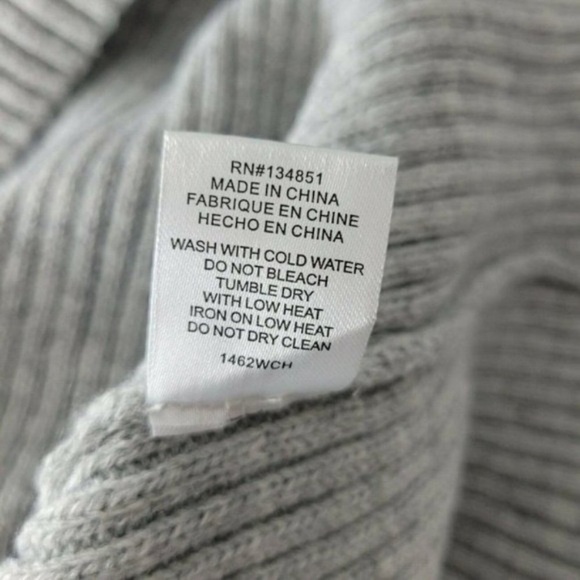 RN#134851
MADE IN CHINA
FABRIQUE EN CHINE
HECHO EN CHINA
WASH WITH COLD WATER
DO NOT BLEACH
TUMBLE DRY
WITH LOW HEAT
IRON ON LOW HEAT
DO NOT DRY CLEAN
1462WCH